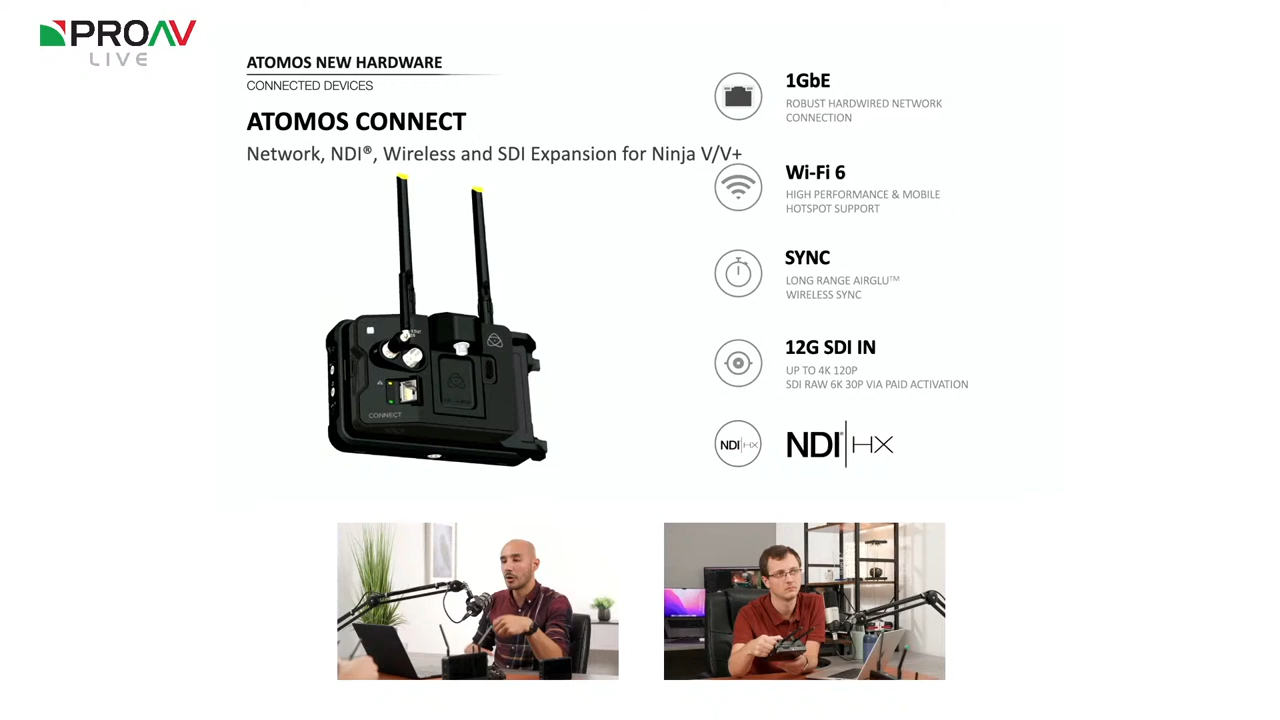 PROAV
LIVE
ATOMOS NEW HARDWARE
CONNECTED DEVICES
ATOMOS CONNECT
Network, NDI®, Wireless and SDI Expansion for Ninja V/V+
CONNECT
1GbE
ROBUST HARDWIRED NETWORK
CONNECTION
Wi-Fi 6
HIGH PERFORMANCE & MOBILE
HOTSPOT SUPPORT
SYNC
LONG RANGE AIRGLU™
WIRELESS SYNC
12G SDI IN
UP TO 4K 120P
SDI RAW 6K 30P VIA PAID ACTIVATION
NDI HX
NDI® HX